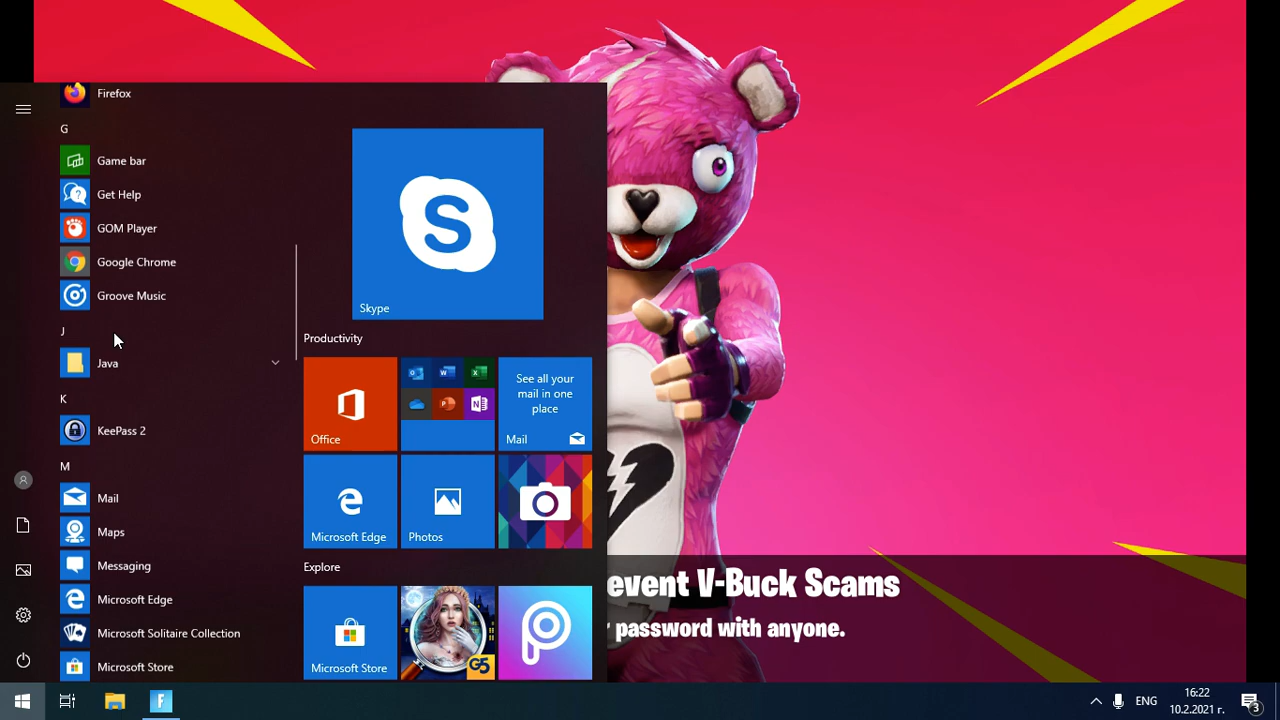 Firefox
G
Game bar
Get Help
GOM Player
Google Chrome
Groove Music
J
Java
K
KeePass 2
M
Mail
Maps
Messaging
Microsoft Edge
Microsoft Solitaire Collection
Microsoft Store
S
Skype
Productivity
Office
See all your
mail in one
place
Mail
Microsoft Edge
Photos
Explore
Microsoft Store
G5
event V-Buck Scams
password with anyone.
F
ENG
16:22
10.2.2021 г.
3